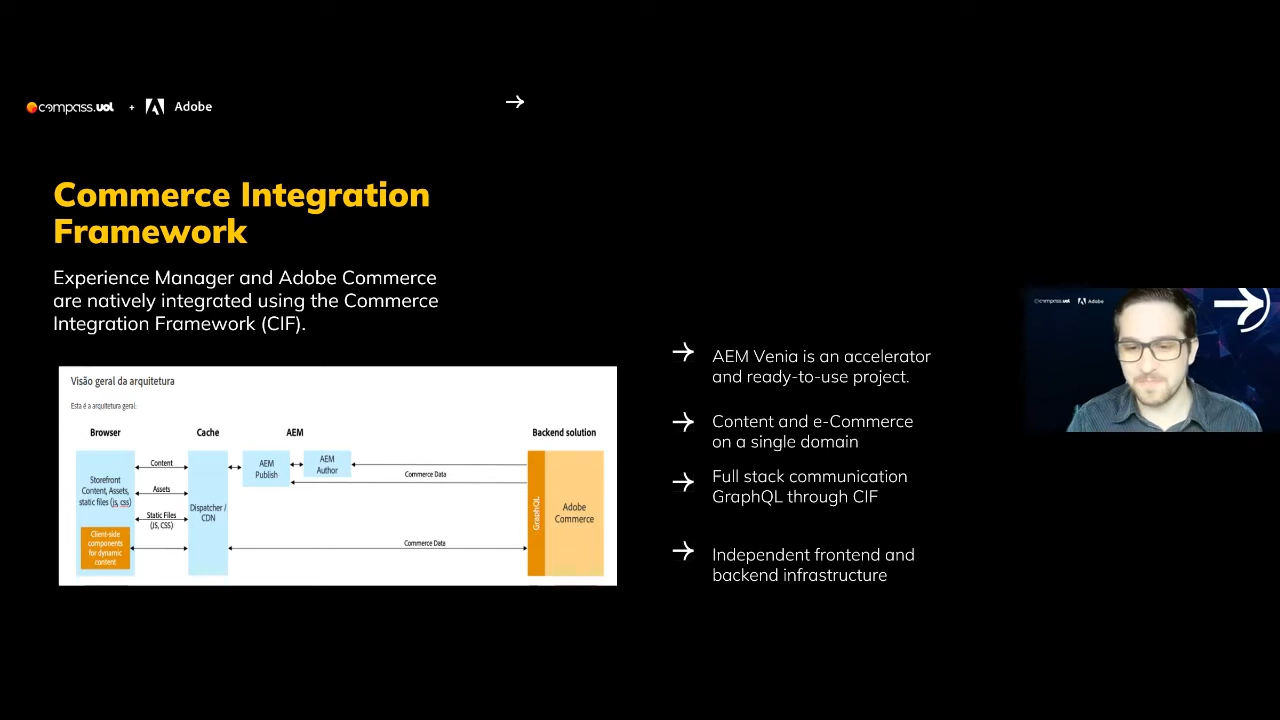 compass.uol + Adobe
Commerce Integration
Framework
Experience Manager and Adobe Commerce
are natively integrated using the Commerce
Integration Framework (CIF).
Visão geral da arquitetura
Esta é a arquitetura geral:
Browser
Cache
AEM
Backend solution
Storefront
Content, Assets,
static files (js, css)
Client-side
components
for dynamic
content
Content
Assets
Static Files
(JS, CSS)
Dispatcher /
CDN
AEM
Publish
AEM
Author
Commerce Data
Commerce Data
GraphQL
Adobe
Commerce
AEM Venia is an accelerator
and ready-to-use project.
Content and e-Commerce
on a single domain
Full stack communication
GraphQL through CIF
Independent frontend and
backend infrastructure
compass.uol Adobe